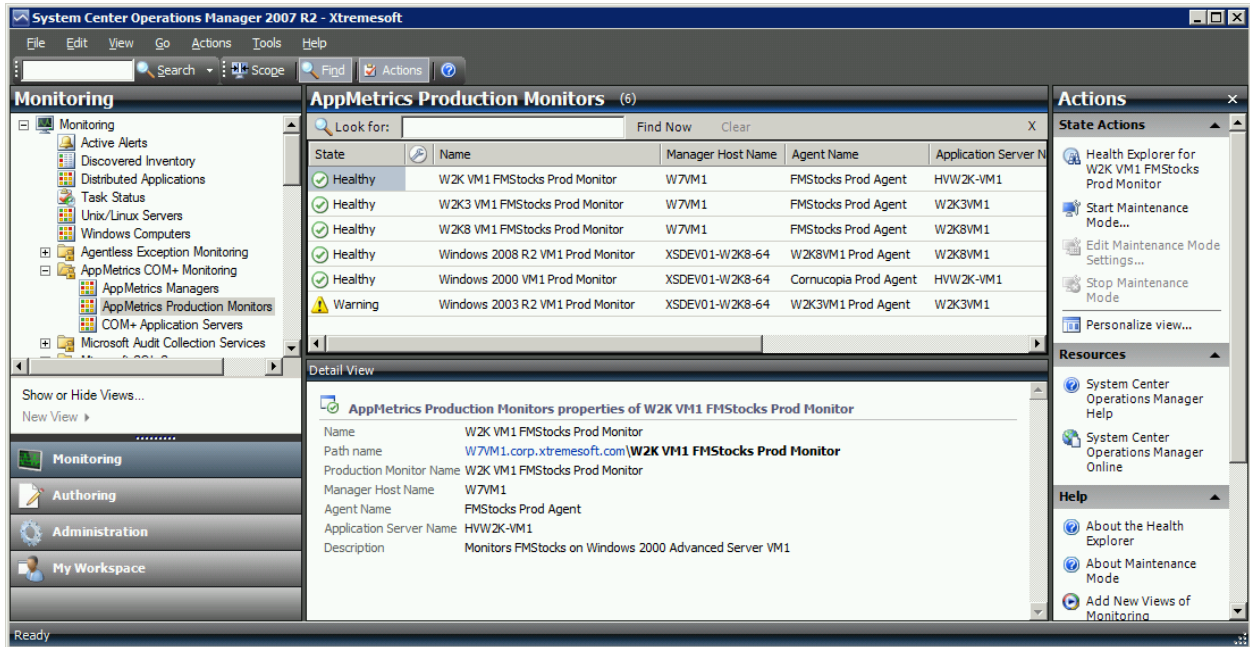 System Center Operations Manager 2007 R2 - Xtremesoft
File Edit View Go Actions Tools Help
Search Scope Find Actions
Monitoring
Monitoring
Active Alerts
Discovered Inventory
Distributed Applications
Task Status
Unix/Linux Servers
Windows Computers
Agentless Exception Monitoring
AppMetrics COM+ Monitoring
AppMetrics Managers
AppMetrics Production Monitors
COM+ Application Servers
Microsoft Audit Collection Services
Show or Hide Views...
New View
Monitoring
Authoring
Administration
My Workspace
Ready
AppMetrics Production Monitors (6)
Look for: Find Now Clear X
State Name Manager Host Name Agent Name Application Server N
Healthy W2K VM1 FMStocks Prod Monitor W7VM1 FMStocks Prod Agent HVW2K-VM1
Healthy W2K3 VM1 FMStocks Prod Monitor W7VM1 FMStocks Prod Agent W2K3VM1
Healthy W2K8 VM1 FMStocks Prod Monitor W7VM1 FMStocks Prod Agent W2K8VM1
Healthy Windows 2008 R2 VM1 Prod Monitor XSDEV01-W2K8-64 W2K8VM1 Prod Agent W2K8VM1
Healthy Windows 2000 VM1 Prod Monitor XSDEV01-W2K8-64 Cornucopia Prod Agent HVW2K-VM1
Warning Windows 2003 R2 VM1 Prod Monitor XSDEV01-W2K8-64 W2K3VM1 Prod Agent W2K3VM1
Detail View
AppMetrics Production Monitors properties of W2K VM1 FMStocks Prod Monitor
Name W2K VM1 FMStocks Prod Monitor
Path name W7VM1.corp.xtremesoft.com\W2K VM1 FMStocks Prod Monitor
Production Monitor Name W2K VM1 FMStocks Prod Monitor
Manager Host Name W7VM1
Agent Name FMStocks Prod Agent
Application Server Name HVW2K-VM1
Description Monitors FMStocks on Windows 2000 Advanced Server VM1
Actions
State Actions
Health Explorer for
W2K VM1 FMStocks
Prod Monitor
Start Maintenance
Mode...
Edit Maintenance Mode
Settings...
Stop Maintenance
Mode
Personalize view...
Resources
System Center
Operations Manager
Help
System Center
Operations Manager
Online
Help
About the Health
Explorer
About Maintenance
Mode
Add New Views of
Monitoring